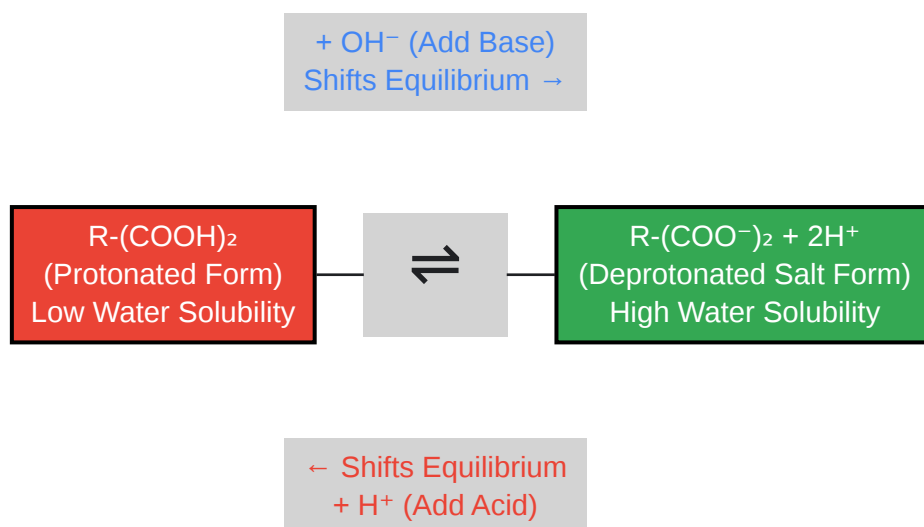 + OH⁻ (Add Base)
Shifts Equilibrium →
R-(COOH)₂
(Protonated Form)
Low Water Solubility
⇌
R-(COO⁻)₂ + 2H⁺
(Deprotonated Salt Form)
High Water Solubility
← Shifts Equilibrium
+ H⁺ (Add Acid)